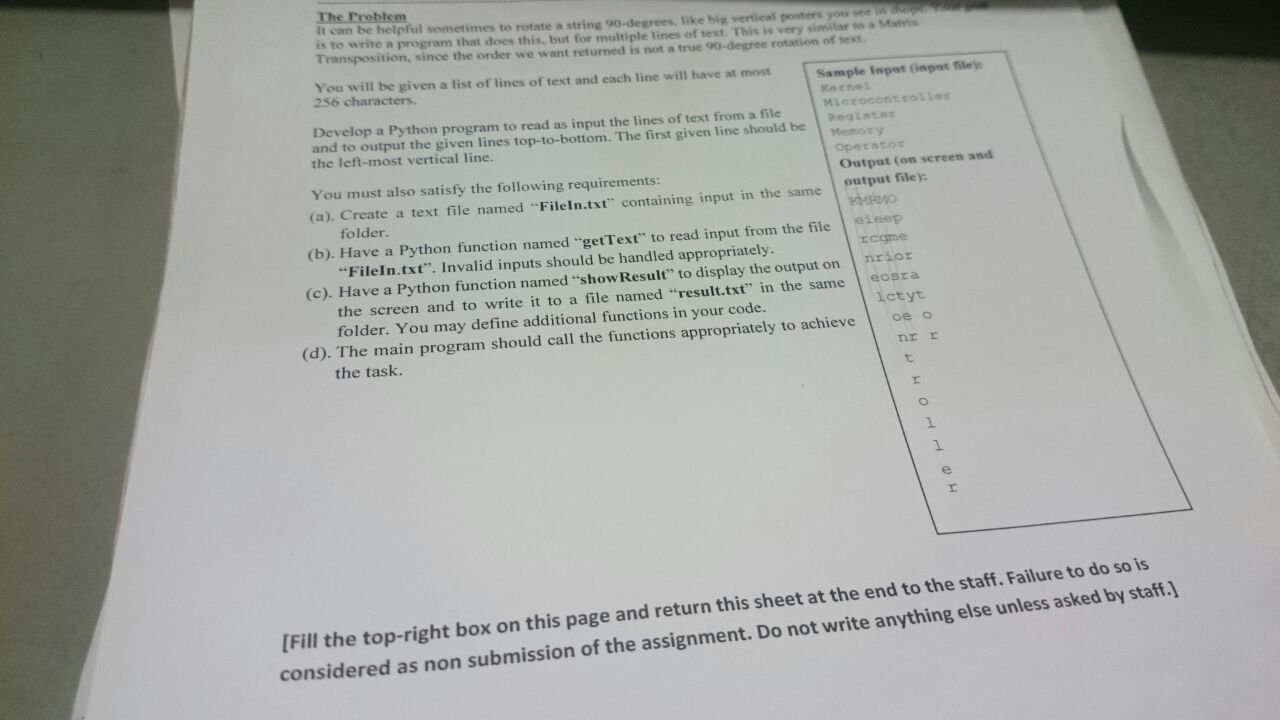 The Problem
It can be helpful sometimes to rotate a string 90-degrees, like big vertical posters you see in shops. Your goal
is to write a program that does this, but for multiple lines of text. This is very similar to a Matrix
Transposition, since the order we want returned is not a true 90-degree rotation of text.
You will be given a list of lines of text and each line will have at most
256 characters.
Develop a Python program to read as input the lines of text from a file
and to output the given lines top-to-bottom. The first given line should be
the left-most vertical line.
You must also satisfy the following requirements:
(a). Create a text file named “FileIn.txt” containing input in the same
folder.
(b). Have a Python function named “getText” to read input from the file
“FileIn.txt”. Invalid inputs should be handled appropriately.
(c). Have a Python function named “showResult” to display the output on
the screen and to write it to a file named “result.txt” in the same
folder. You may define additional functions in your code.
(d). The main program should call the functions appropriately to achieve
the task.
Sample Input (input file):
Kernel
Microcontroller
Register
Memory
Operator
Output (on screen and
output file):
KMRMO
eieep
rcgme
nrior
eosra
lctyt
oe o
nr r
t
r
o
l
l
e
r
[Fill the top-right box on this page and return this sheet at the end to the staff. Failure to do so is
considered as non submission of the assignment. Do not write anything else unless asked by staff.]